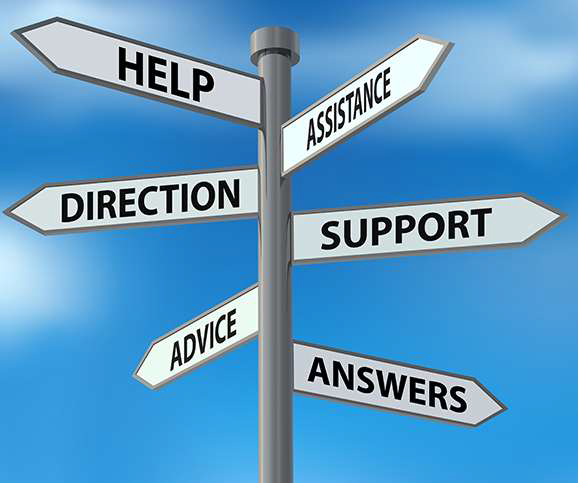 HELP
ASSISTANCE
DIRECTION
SUPPORT
ADVICE
ANSWERS